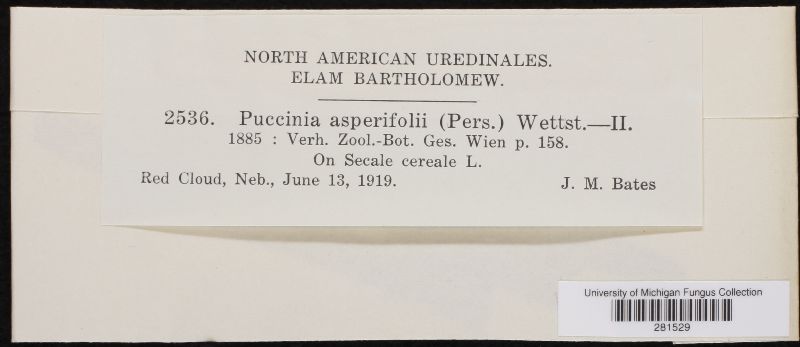 NORTH AMERICAN UREDINALES.
ELAM BARTHOLOMEW.
2536. Puccinia asperifolii (Pers.) Wettst.—II.
1885 : Verh. Zool.-Bot. Ges. Wien p. 158.
On Secale cereale L.
Red Cloud, Neb., June 13, 1919. J. M. Bates
University of Michigan Fungus Collection
281529